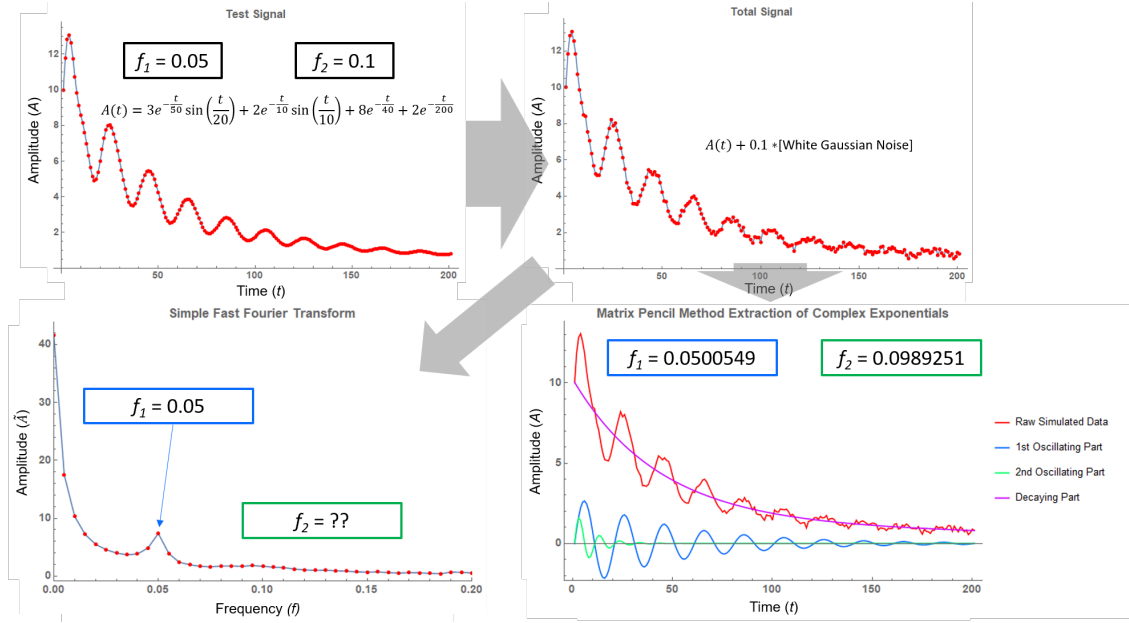 Test Signal
Amplitude (A)
12
10
8
6
4
2
f1 = 0.05
f2 = 0.1
A(t) = 3e^{-t/50} sin(t/20) + 2e^{-t/10} sin(t/10) + 8e^{-t/40} + 2e^{-t/200}
50
100
150
200
Time (t)
Total Signal
Amplitude (A)
12
10
8
6
4
2
A(t) + 0.1 *[White Gaussian Noise]
50
100
150
200
Time (t)
Simple Fast Fourier Transform
Amplitude (Ã)
40
30
20
10
0
f1 = 0.05
f2 = ??
0.00
0.05
0.10
0.15
0.20
Frequency (f)
Matrix Pencil Method Extraction of Complex Exponentials
Amplitude (A)
10
5
0
f1 = 0.0500549
f2 = 0.0989251
Raw Simulated Data
1st Oscillating Part
2nd Oscillating Part
Decaying Part
50
100
150
200
Time (t)